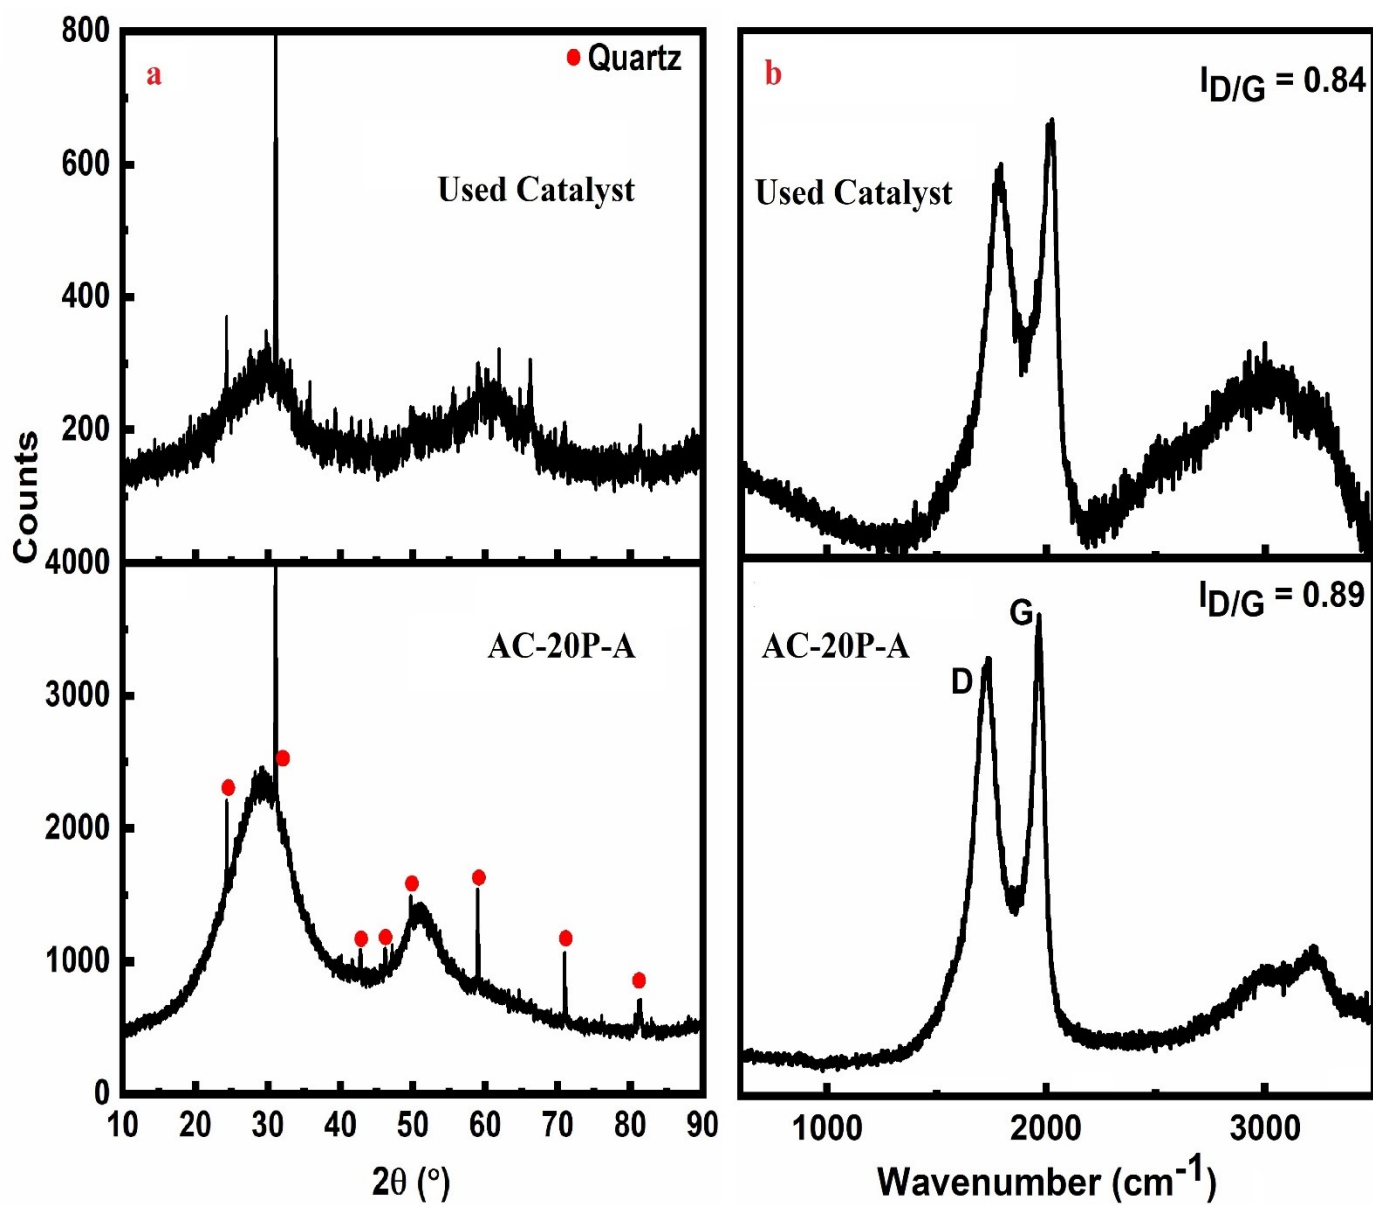 a
Quartz
Used Catalyst
800
600
400
200
Counts
4000
3000
2000
1000
0
AC-20P-A
10 20 30 40 50 60 70 80 90
2θ (°)
b
I_D/G = 0.84
Used Catalyst
I_D/G = 0.89
G
D
AC-20P-A
1000 2000 3000
Wavenumber (cm⁻¹)